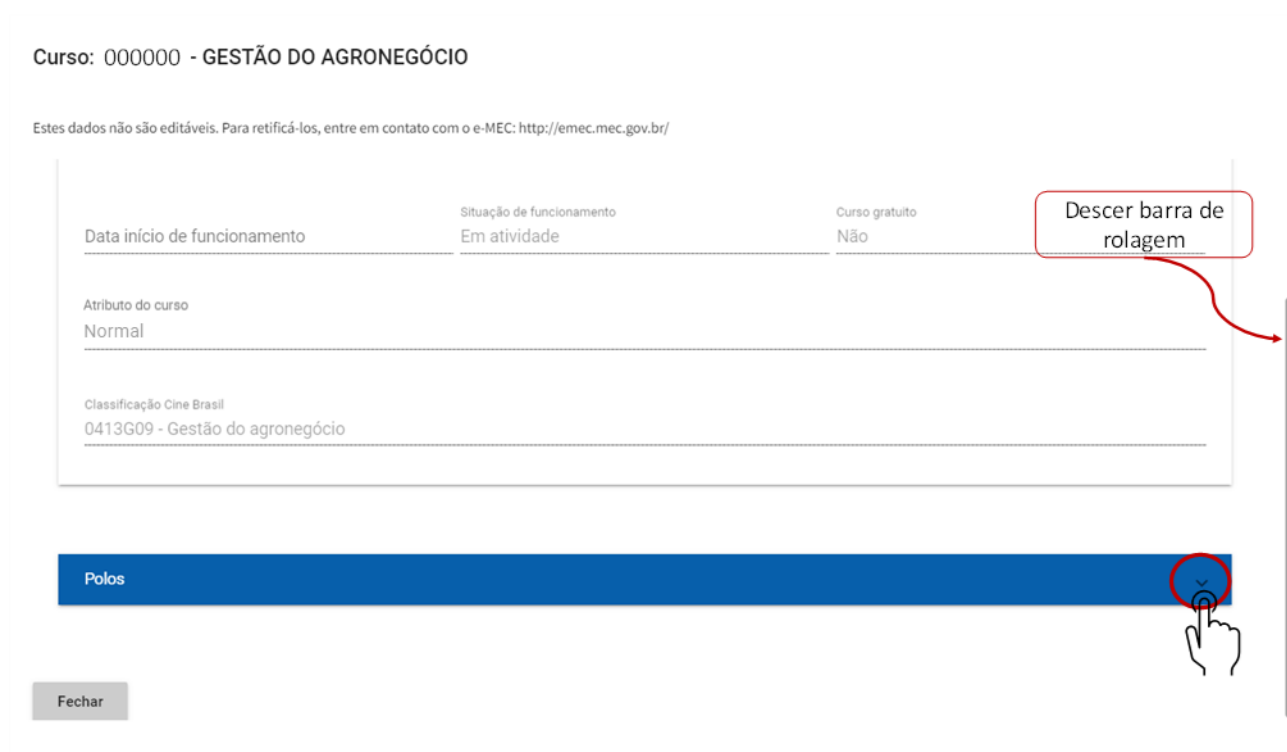 Curso: 000000 - GESTÃO DO AGRONEGÓCIO
Estes dados não são editáveis. Para retificá-los, entre em contato com o e-MEC: http://emec.mec.gov.br/
Descer barra de
rolagem
Situação de funcionamento
Curso gratuito
Data início de funcionamento
Em atividade
Não
Atributo do curso
Normal
Classificação Cine Brasil
0413G09 - Gestão do agronegócio
Polos
Fechar